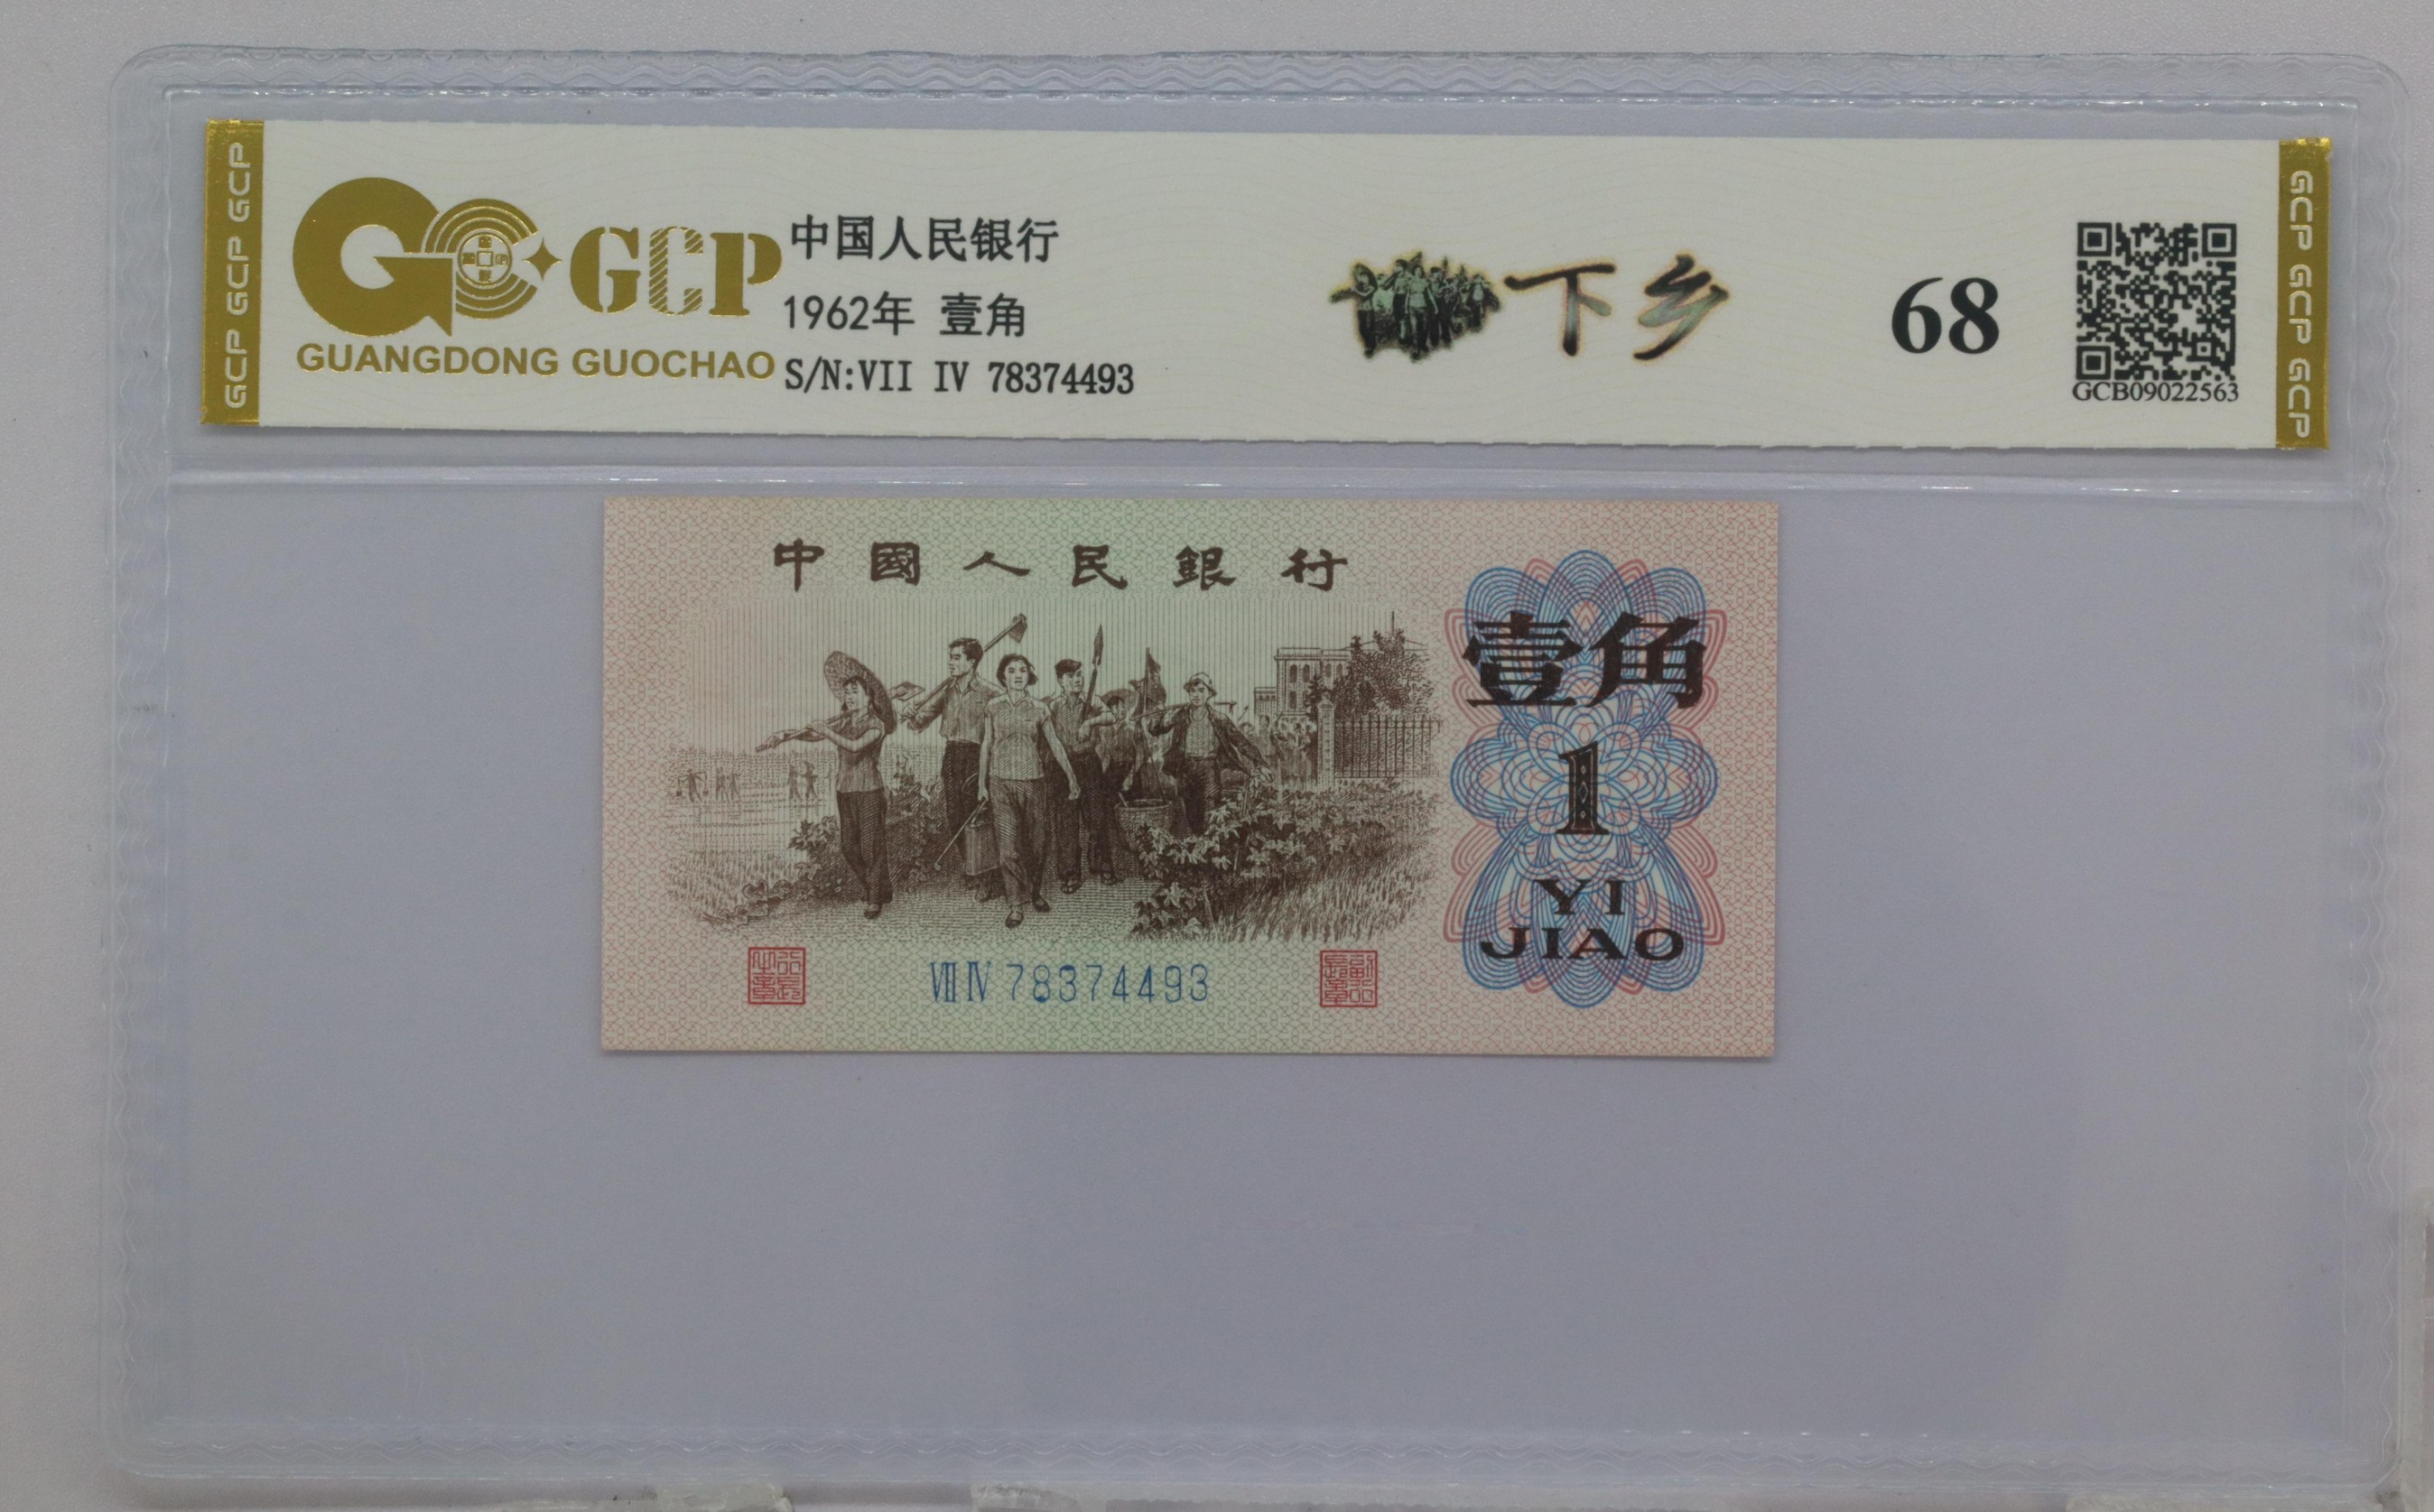 GCP GCP GCP
GCP
GUANGDONG GUOCHAO
中国人民银行
1962年 壹角
S/N:VII IV 78374493
下乡
68
GCB09022563
GCP GCP GCP
中國人民銀行
壹角
1
YI
JIAO
VII IV 78374493